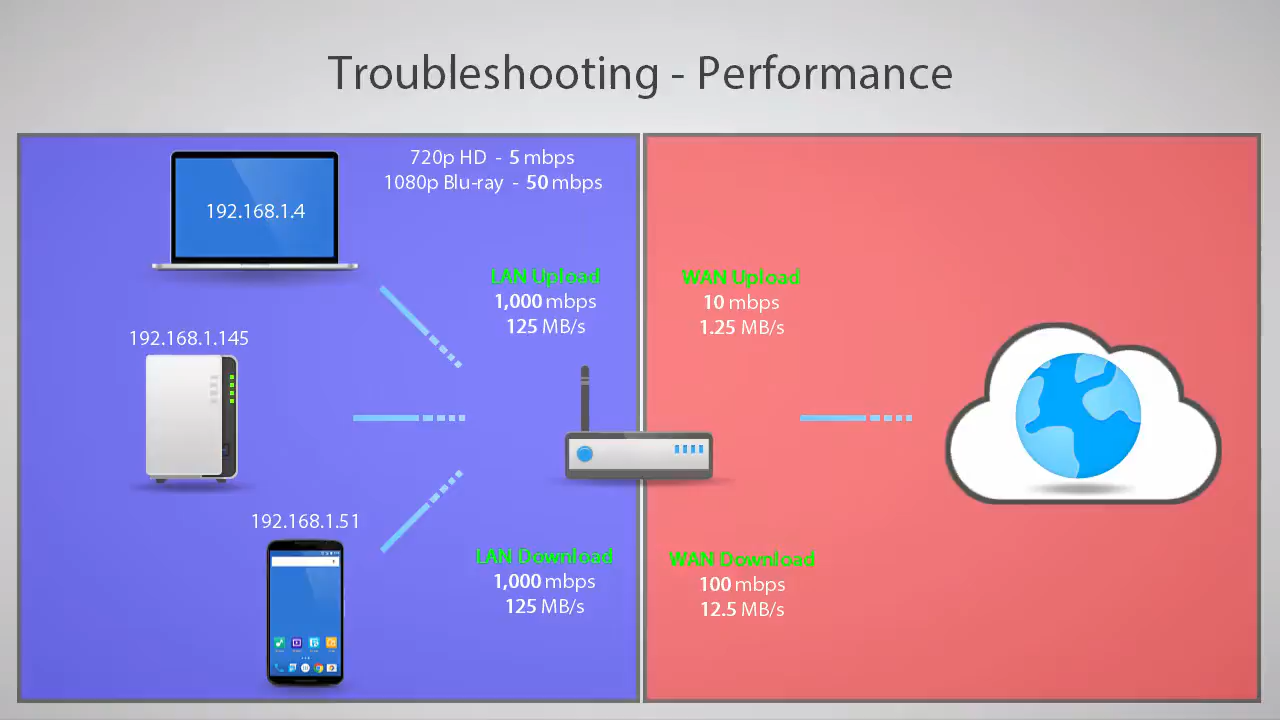 Troubleshooting - Performance
720p HD - 5 mbps
1080p Blu-ray - 50 mbps
192.168.1.4
LAN Upload
1,000 mbps
125 MB/s
WAN Upload
10 mbps
1.25 MB/s
192.168.1.145
192.168.1.51
LAN Download
1,000 mbps
125 MB/s
WAN Download
100 mbps
12.5 MB/s